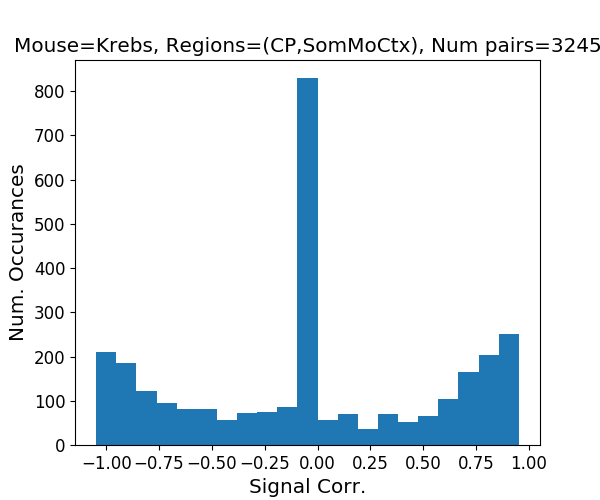 Mouse=Krebs, Regions=(CP,SomMoCtx), Num pairs=3245
Num. Occurances
800
700
600
500
400
300
200
100
0
−1.00 −0.75 −0.50 −0.25 0.00 0.25 0.50 0.75 1.00
Signal Corr.